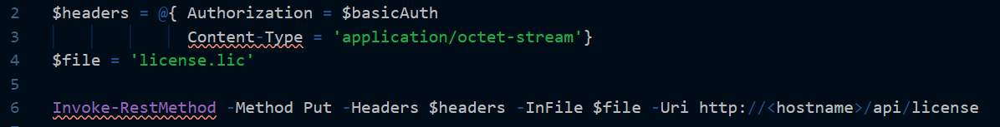 2 $headers = @{ Authorization = $basicAuth
3 Content-Type = 'application/octet-stream'}
4 $file = 'license.lic'
5
6 Invoke-RestMethod -Method Put -Headers $headers -InFile $file -Uri http://<hostname>/api/license